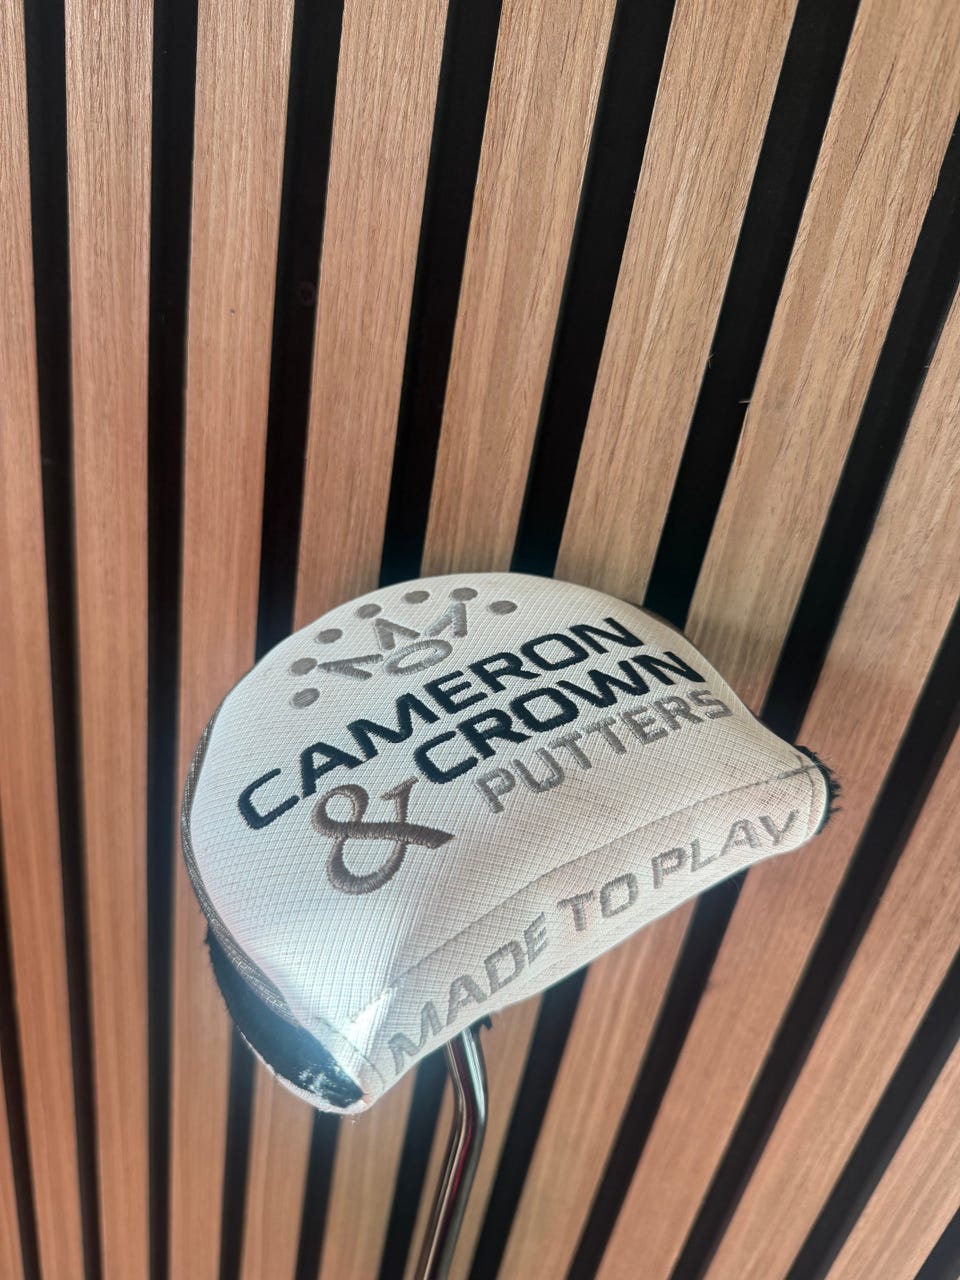 CAMERON
& CROWN
PUTTERS
MADE TO PLAY